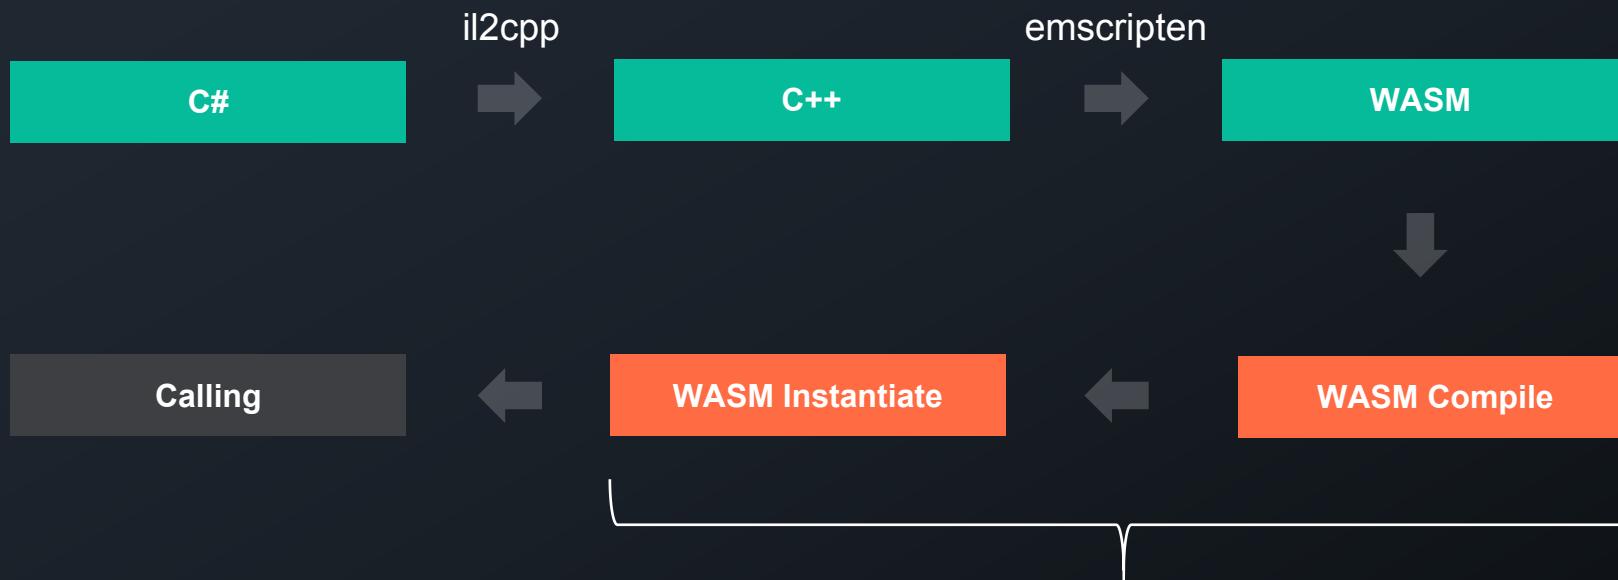 il2cpp
emscripten
C#
C++
WASM
Calling
WASM Instantiate
WASM Compile